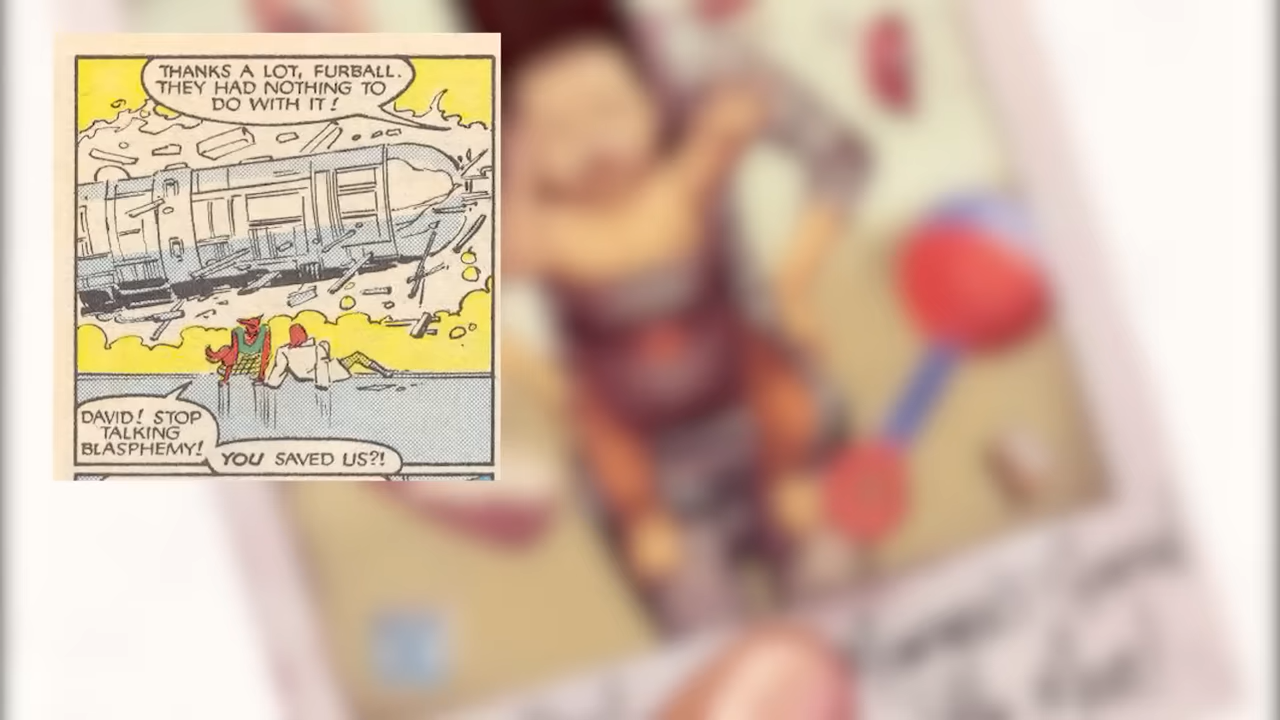 THANKS A LOT, FURBALL.
THEY HAD NOTHING TO
DO WITH IT!
DAVID! STOP
TALKING
BLASPHEMY!
YOU SAVED US?!